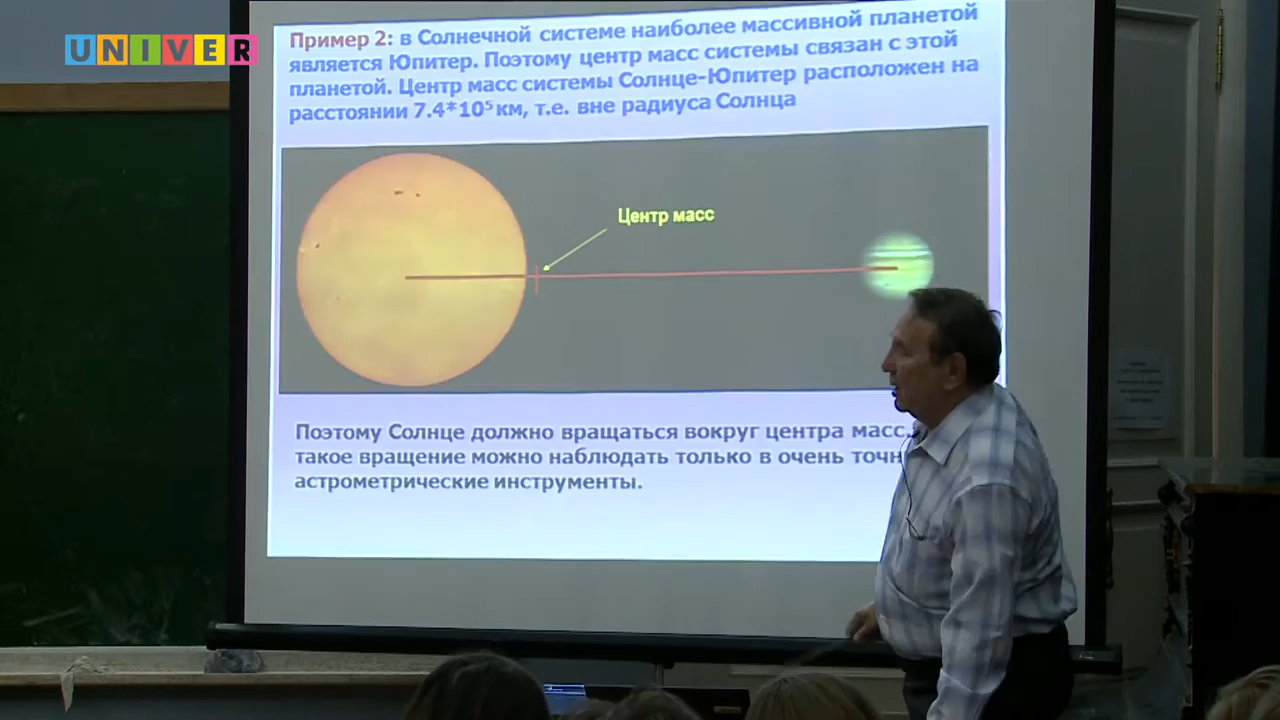 UNIVER
Пример 2: в Солнечной системе наиболее массивной планетой
является Юпитер. Поэтому центр масс системы связан с этой
планетой. Центр масс системы Солнце-Юпитер расположен на
расстоянии 7.4*10⁵ км, т.е. вне радиуса Солнца
Центр масс
Поэтому Солнце должно вращаться вокруг центра масс.
такое вращение можно наблюдать только в очень
астрометрические инструменты.